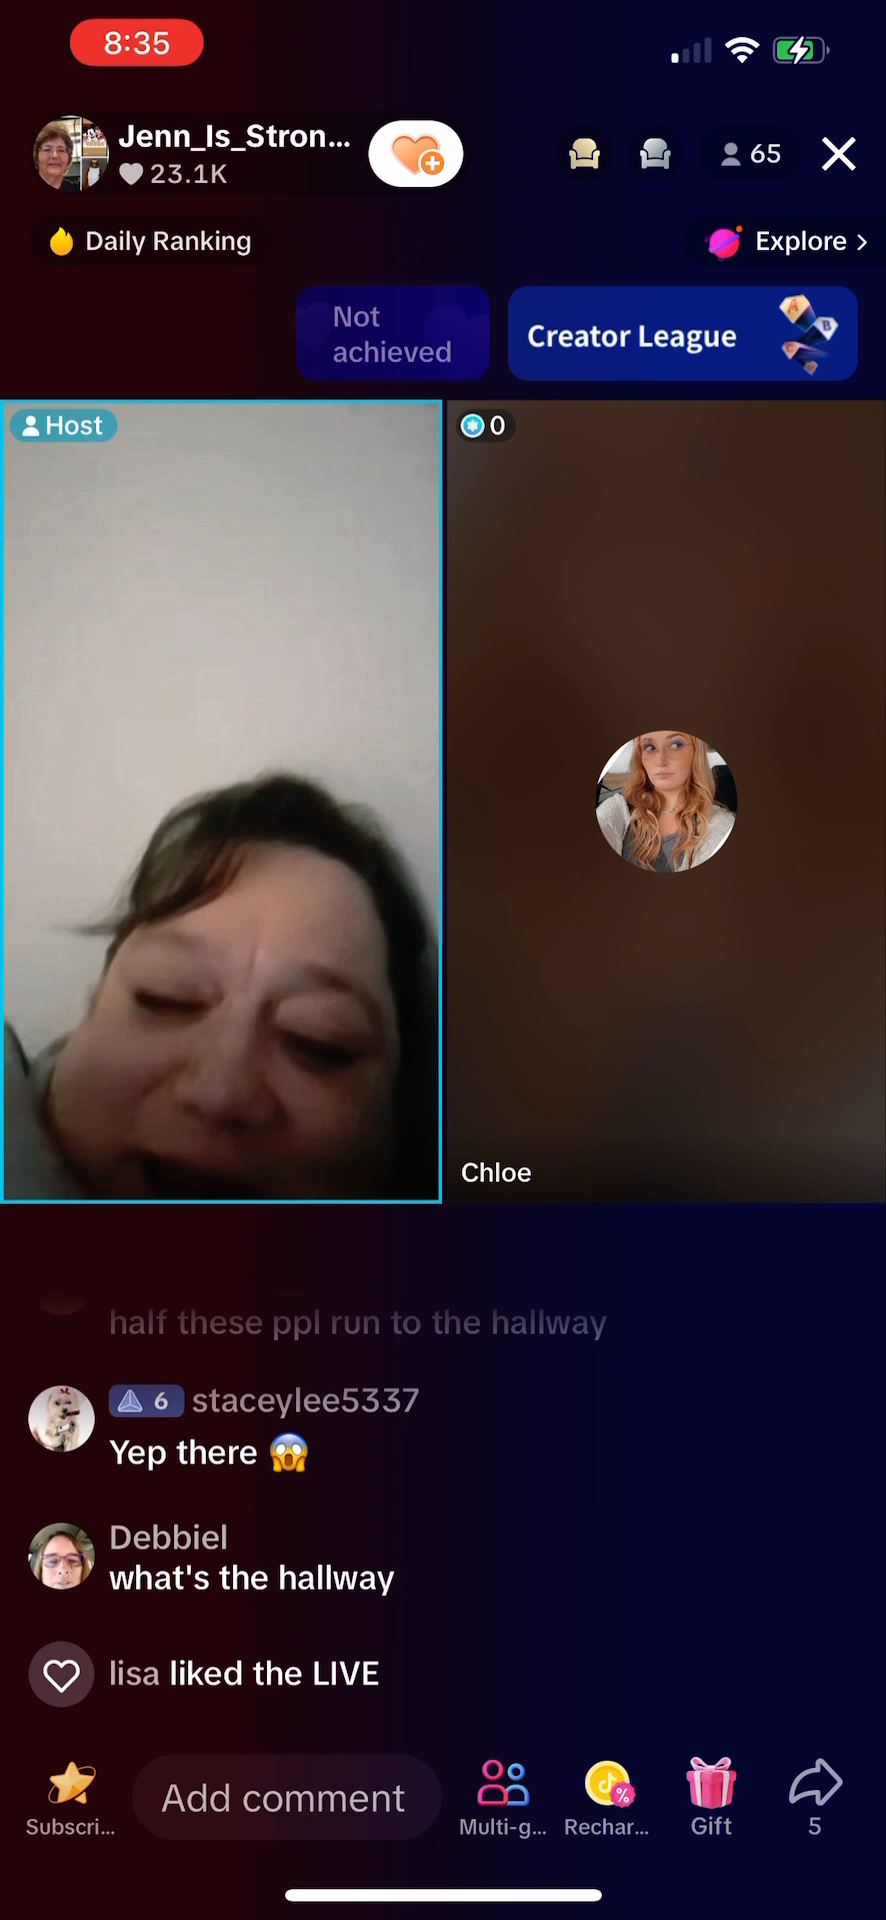 8:35
Jenn_Is_Stron...
23.1K
65
Daily Ranking
Explore >
Not
achieved
Creator League
Host
0
Chloe
half these ppl run to the hallway
6 staceylee5337
Yep there 😱
Debbiel
what's the hallway
lisa liked the LIVE
Add comment
Subscri...
Multi-g...
Rechar...
Gift
5